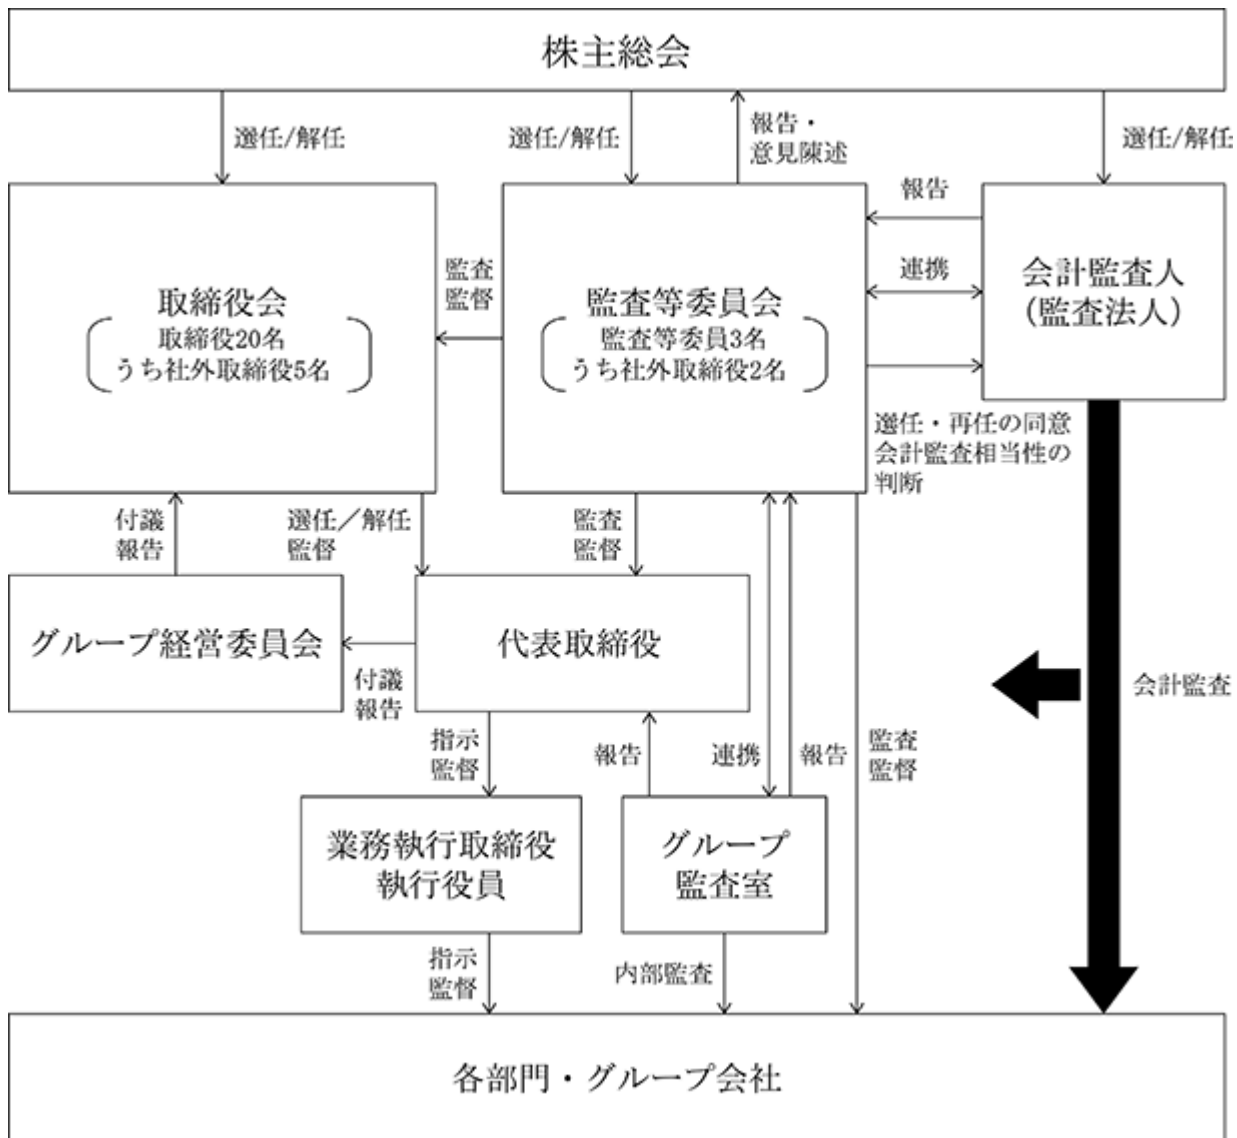 株主総会
選任/解任
選任/解任
報告・
意見陳述
選任/解任
取締役会
取締役20名
うち社外取締役5名
監査
監督
監査等委員会
監査等委員3名
うち社外取締役2名
報告
連携
会計監査人
(監査法人)
選任・再任の同意
会計監査相当性の
判断
付議
報告
選任／解任
監督
監査
監督
グループ経営委員会
付議
報告
代表取締役
会計監査
指示
監督
報告
連携
報告
監査
監督
業務執行取締役
執行役員
グループ
監査室
指示
監督
内部監査
各部門・グループ会社